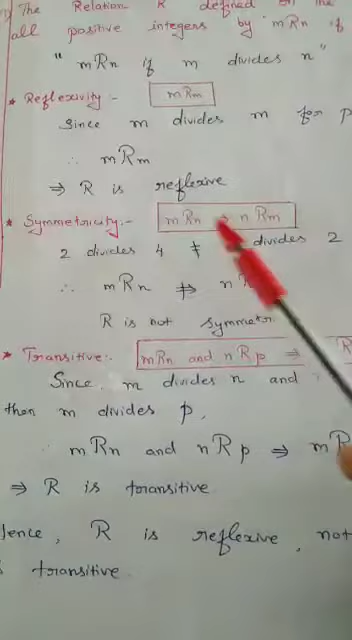 The Relation R defined on the
all positive integers by "mRn if
"mRn if m divides n"
* Reflexivity :- mRm
Since m divides m for
∴ mRm
⇒ R is reflexive
* Symmetricity:- mRn ⇒ nRm
2 divides 4 ⇏ divides 2
∴ mRn ⇏
R is not
* Transitive:- mRn and nRp ⇒
Since, m divides n and
then m divides p,
∴ mRn and nRp ⇒
⇒ R is transitive
R is reflexive, not
transitive.